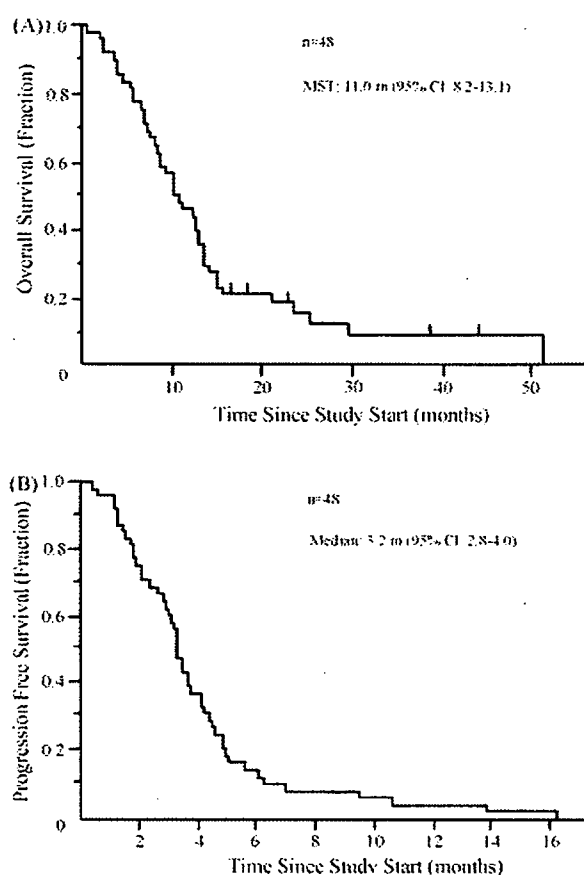 (A)
Overall Survival (Fraction)
1.0
0.8
0.6
0.4
0.2
0
n=48
MST: 11.0 m (95% CI 8.2-13.1)
10 20 30 40 50
Time Since Study Start (months)
(B)
Progression Free Survival (Fraction)
1.0
0.8
0.6
0.4
0.2
0
n=48
Median: 3.2 m (95% CI 2.8-4.0)
2 4 6 8 10 12 14 16
Time Since Study Start (months)